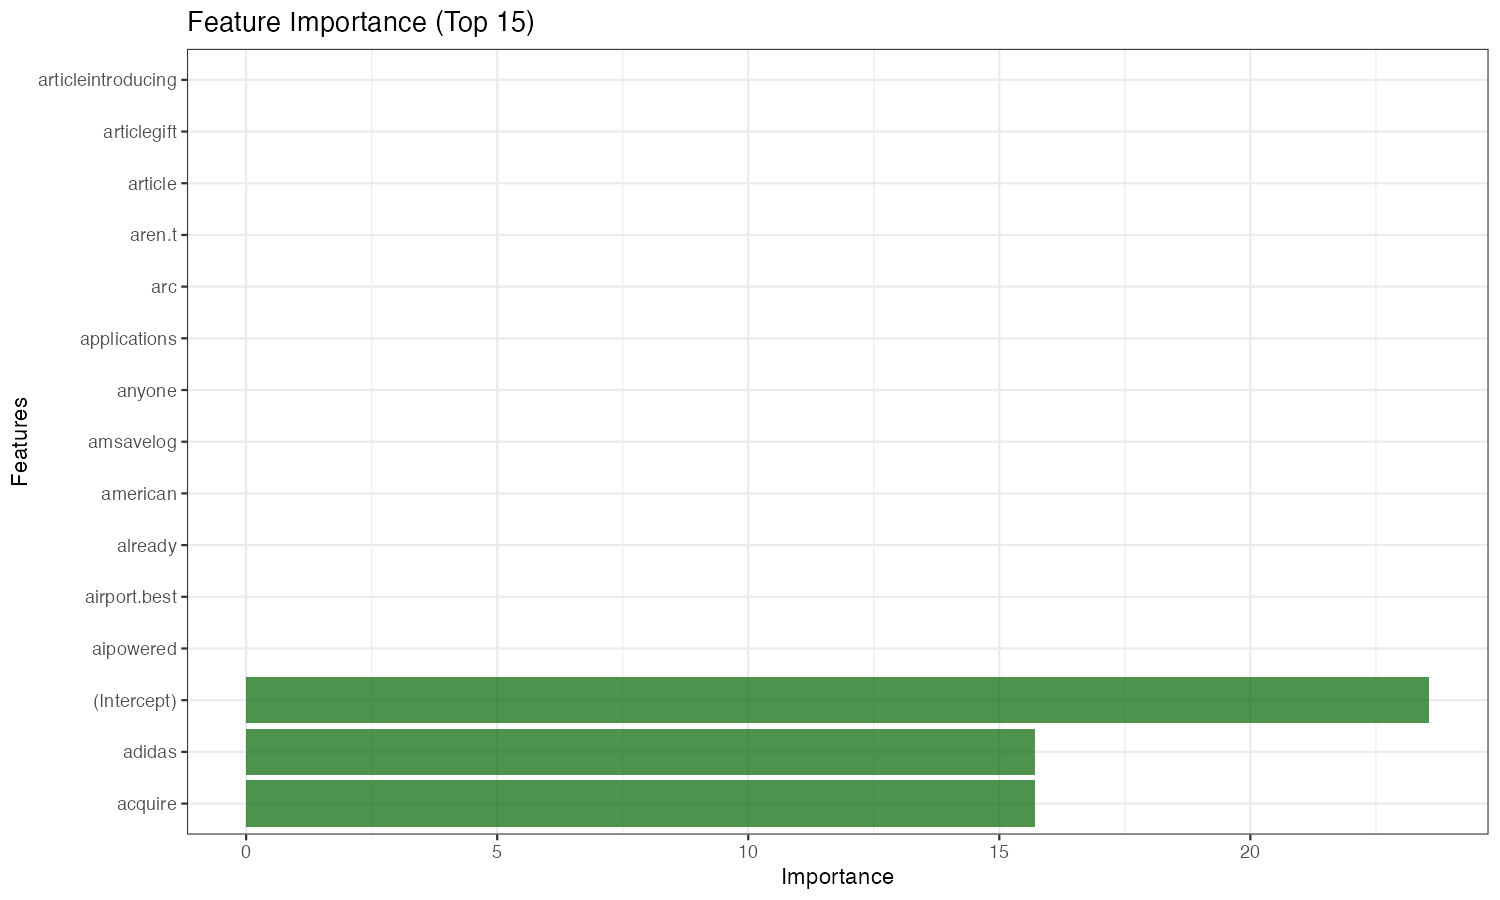 Feature Importance (Top 15)
articleintroducing
articlegift
article
aren.t
arc
applications
anyone
amsavelog
american
already
airport.best
aipowered
(Intercept)
adidas
acquire
Features
0 5 10 15 20
Importance